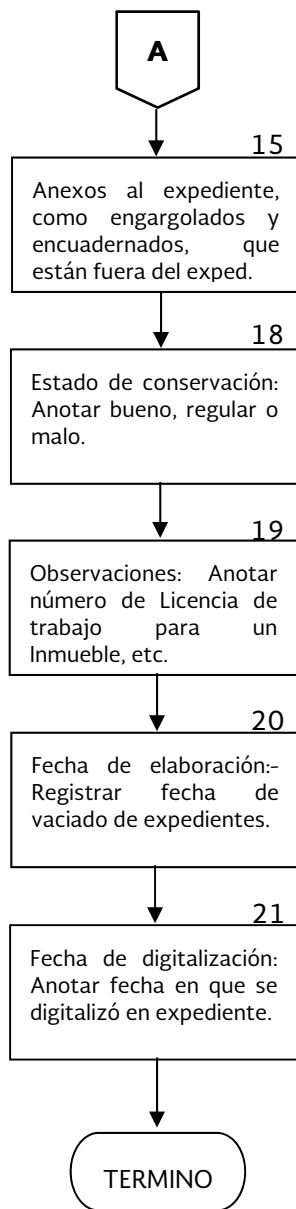 A
15
Anexos al expediente,
como engargolados y
encuadernados, que
están fuera del exped.
18
Estado de conservación:
Anotar bueno, regular o
malo.
19
Observaciones: Anotar
número de Licencia de
trabajo para un
Inmueble, etc.
20
Fecha de elaboración:-
Registrar fecha de
vaciado de expedientes.
21
Fecha de digitalización:
Anotar fecha en que se
digitalizó en expediente.
TERMINO